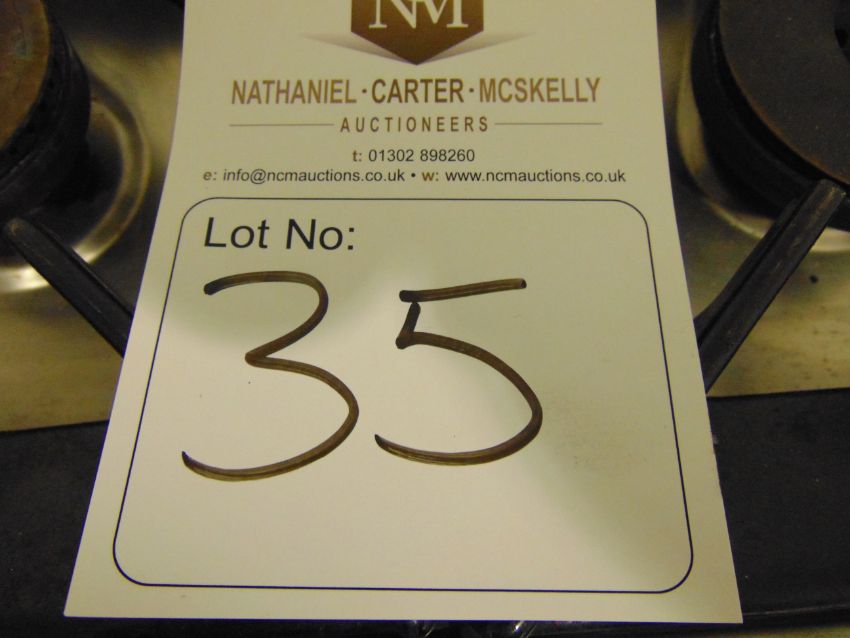 NM
NATHANIEL · CARTER · MCSKELLY
AUCTIONEERS
t: 01302 898260
e: info@ncmauctions.co.uk • w: www.ncmauctions.co.uk
Lot No:
35